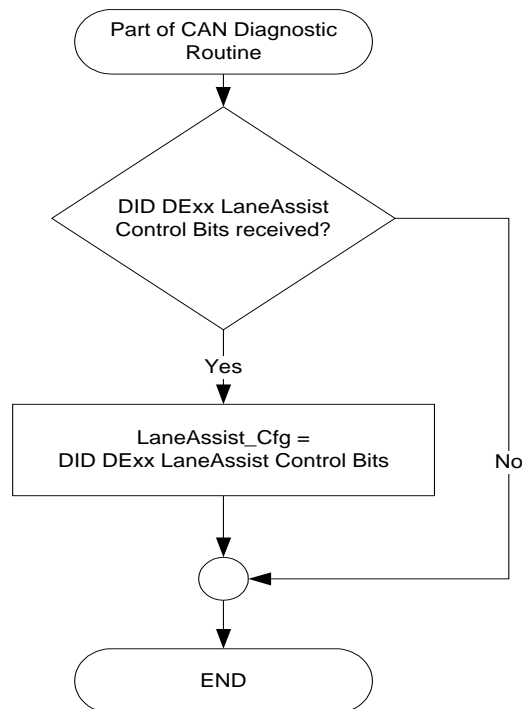 Part of CAN Diagnostic
Routine
DID DExx LaneAssist
Control Bits received?
Yes
LaneAssist_Cfg =
DID DExx LaneAssist Control Bits
No
END